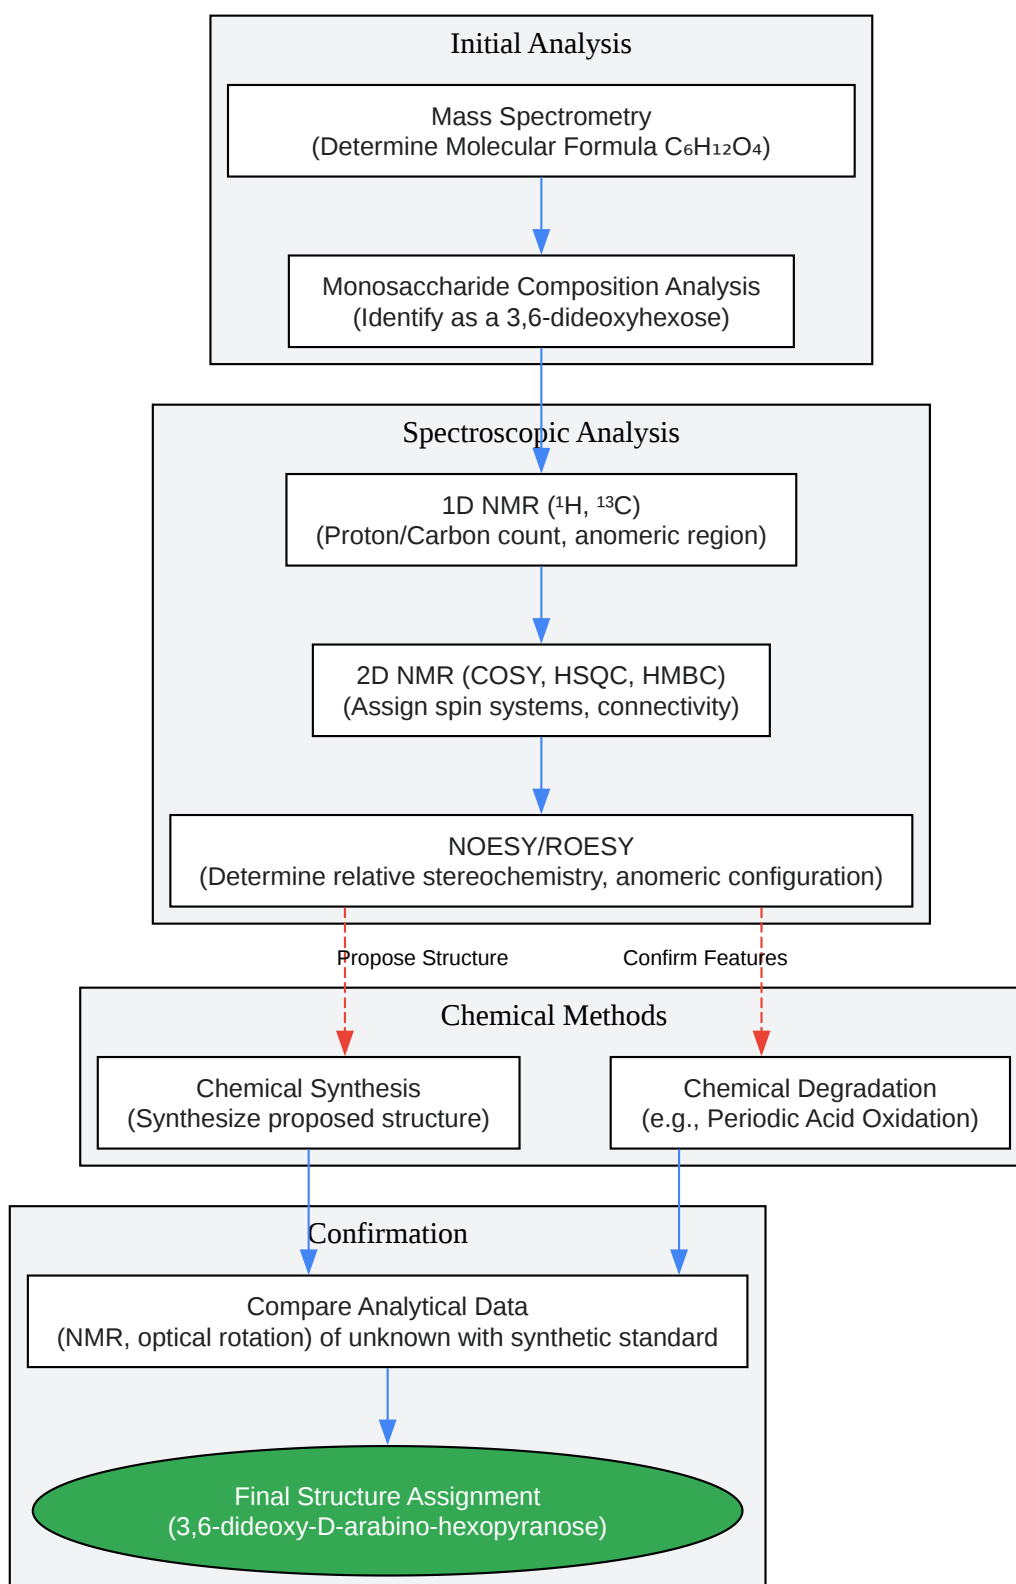 Initial Analysis
Mass Spectrometry
(Determine Molecular Formula C₆H₁₂O₄)
Monosaccharide Composition Analysis
(Identify as a 3,6-dideoxyhexose)
Spectroscopic Analysis
1D NMR (¹H, ¹³C)
(Proton/Carbon count, anomeric region)
2D NMR (COSY, HSQC, HMBC)
(Assign spin systems, connectivity)
NOESY/ROESY
(Determine relative stereochemistry, anomeric configuration)
Propose Structure
Confirm Features
Chemical Methods
Chemical Synthesis
(Synthesize proposed structure)
Chemical Degradation
(e.g., Periodic Acid Oxidation)
Confirmation
Compare Analytical Data
(NMR, optical rotation) of unknown with synthetic standard
Final Structure Assignment
(3,6-dideoxy-D-arabino-hexopyranose)